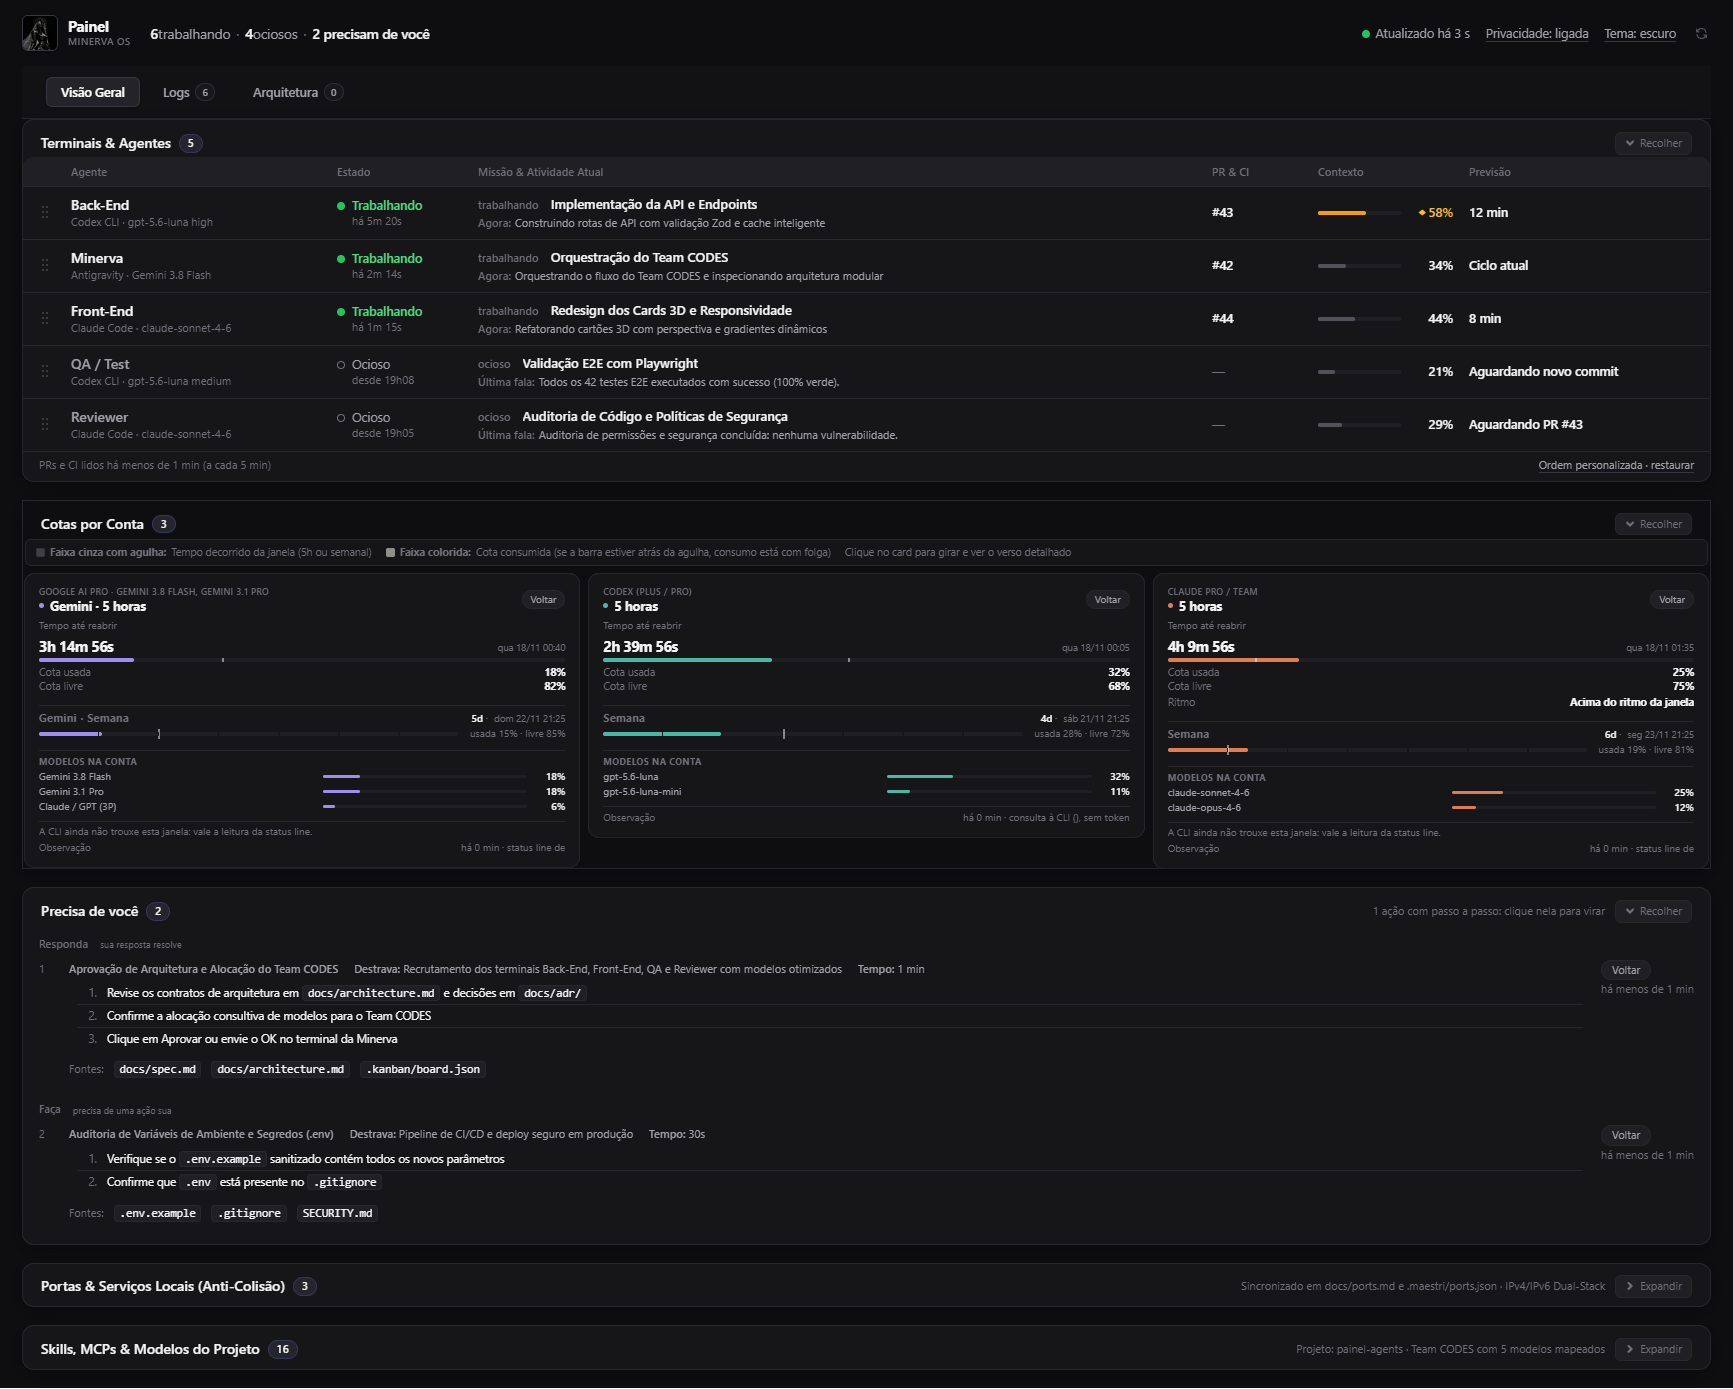 Painel
MINERVA OS
6trabalhando · 4ociosos · 2 precisam de você
Atualizado há 3 s
Privacidade: ligada
Tema: escuro
Visão Geral
Logs 6
Arquitetura 0
Terminais & Agentes 5
Recolher
Agente
Estado
Missão & Atividade Atual
PR & CI
Contexto
Previsão
Back-End
Codex CLI · gpt-5.6-luna high
Trabalhando
há 5m 20s
trabalhando Implementação da API e Endpoints
Agora: Construindo rotas de API com validação Zod e cache inteligente
#43
58%
12 min
Minerva
Antigravity · Gemini 3.8 Flash
Trabalhando
há 2m 14s
trabalhando Orquestração do Team CODES
Agora: Orquestrando o fluxo do Team CODES e inspecionando arquitetura modular
#42
34%
Ciclo atual
Front-End
Claude Code · claude-sonnet-4-6
Trabalhando
há 1m 15s
trabalhando Redesign dos Cards 3D e Responsividade
Agora: Refatorando cartões 3D com perspectiva e gradientes dinâmicos
#44
44%
8 min
QA / Test
Codex CLI · gpt-5.6-luna medium
Ocioso
desde 19h08
ocioso Validação E2E com Playwright
Última fala: Todos os 42 testes E2E executados com sucesso (100% verde).
—
21%
Aguardando novo commit
Reviewer
Claude Code · claude-sonnet-4-6
Ocioso
desde 19h05
ocioso Auditoria de Código e Políticas de Segurança
Última fala: Auditoria de permissões e segurança concluída: nenhuma vulnerabilidade.
—
29%
Aguardando PR #43
PRs e CI lidos há menos de 1 min (a cada 5 min)
Ordem personalizada · restaurar
Cotas por Conta 3
Recolher
Faixa cinza com agulha: Tempo decorrido da janela (5h ou semanal)
Faixa colorida: Cota consumida (se a barra estiver atrás da agulha, consumo está com folga)
Clique no card para girar e ver o verso detalhado
GOOGLE AI PRO · GEMINI 3.8 FLASH, GEMINI 3.1 PRO
Gemini · 5 horas
Voltar
Tempo até reabrir
3h 14m 56s
qua 18/11 00:40
Cota usada 18%
Cota livre 82%
Gemini · Semana
5d · dom 22/11 21:25
usada 15% · livre 85%
MODELOS NA CONTA
Gemini 3.8 Flash 18%
Gemini 3.1 Pro 18%
Claude / GPT (3P) 6%
A CLI ainda não trouxe esta janela: vale a leitura da status line.
Observação
há 0 min · status line de
CODEX (PLUS / PRO)
5 horas
Voltar
Tempo até reabrir
2h 39m 56s
qua 18/11 00:05
Cota usada 32%
Cota livre 68%
Semana
4d · sáb 21/11 21:25
usada 28% · livre 72%
MODELOS NA CONTA
gpt-5.6-luna 32%
gpt-5.6-luna-mini 11%
Observação
há 0 min · consulta à CLI (), sem token
CLAUDE PRO / TEAM
5 horas
Voltar
Tempo até reabrir
4h 9m 56s
qua 18/11 01:35
Cota usada 25%
Cota livre 75%
Ritmo Acima do ritmo da janela
Semana
6d · seg 23/11 21:25
usada 19% · livre 81%
MODELOS NA CONTA
claude-sonnet-4-6 25%
claude-opus-4-6 12%
A CLI ainda não trouxe esta janela: vale a leitura da status line.
Observação
há 0 min · status line de
Precisa de você 2
1 ação com passo a passo: clique nela para virar
Recolher
Responda sua resposta resolve
1 Aprovação de Arquitetura e Alocação do Team CODES Destrava: Recrutamento dos terminais Back-End, Front-End, QA e Reviewer com modelos otimizados Tempo: 1 min
Voltar
há menos de 1 min
1. Revise os contratos de arquitetura em docs/architecture.md e decisões em docs/adr/
2. Confirme a alocação consultiva de modelos para o Team CODES
3. Clique em Aprovar ou envie o OK no terminal da Minerva
Fontes: docs/spec.md docs/architecture.md .kanban/board.json
Faça precisa de uma ação sua
2 Auditoria de Variáveis de Ambiente e Segredos (.env) Destrava: Pipeline de CI/CD e deploy seguro em produção Tempo: 30s
Voltar
há menos de 1 min
1. Verifique se o .env.example sanitizado contém todos os novos parâmetros
2. Confirme que .env está presente no .gitignore
Fontes: .env.example .gitignore SECURITY.md
Portas & Serviços Locais (Anti-Colisão) 3
Sincronizado em docs/ports.md e .maestri/ports.json · IPv4/IPv6 Dual-Stack
Expandir
Skills, MCPs & Modelos do Projeto 16
Projeto: painel-agents · Team CODES com 5 modelos mapeados
Expandir